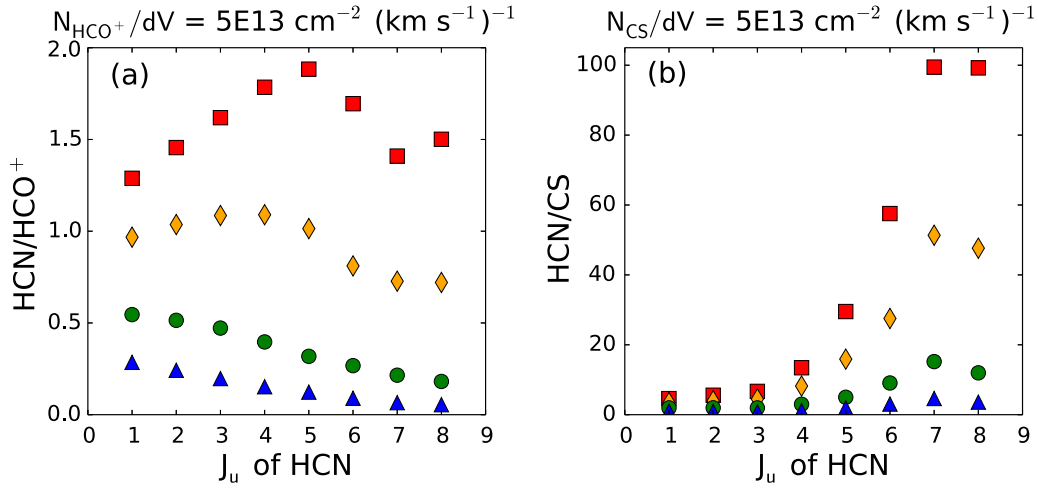 N_HCO⁺/dV = 5E13 cm⁻² (km s⁻¹)⁻¹
(a)
2.0
1.5
1.0
0.5
0.0
HCN/HCO⁺
0 1 2 3 4 5 6 7 8 9
J_u of HCN
N_CS/dV = 5E13 cm⁻² (km s⁻¹)⁻¹
(b)
100
80
60
40
20
0
HCN/CS
0 1 2 3 4 5 6 7 8 9
J_u of HCN